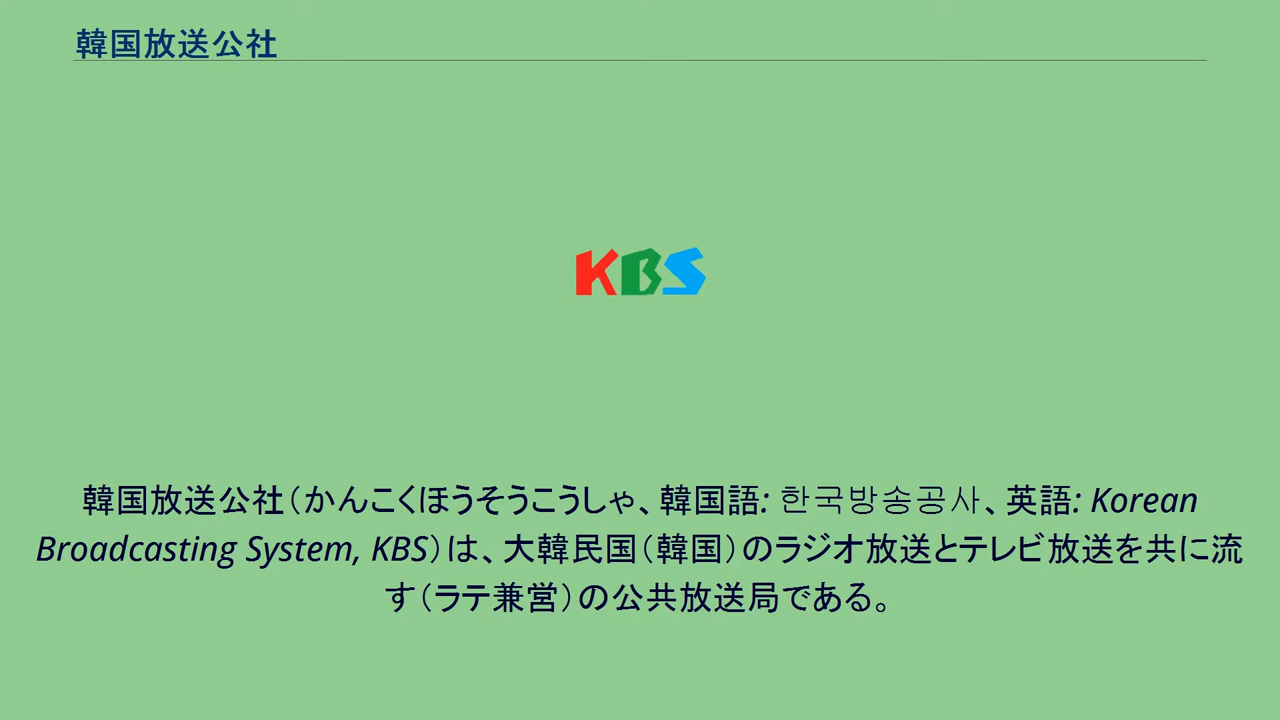 韓国放送公社
KBS
韓国放送公社（かんこくほうそうこうしゃ、韓国語: 한국방송공사、英語: Korean
Broadcasting System, KBS）は、大韓民国（韓国）のラジオ放送とテレビ放送を共に流
す（ラテ兼営）の公共放送局である。